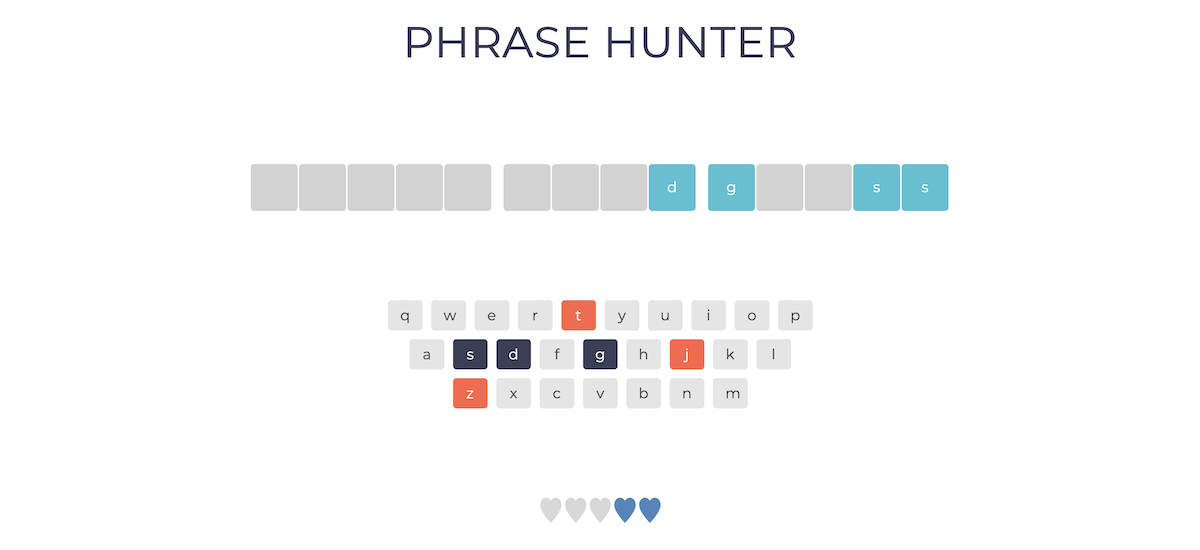 PHRASE HUNTER
d g s s
q w e r t y u i o p
a s d f g h j k l
z x c v b n m